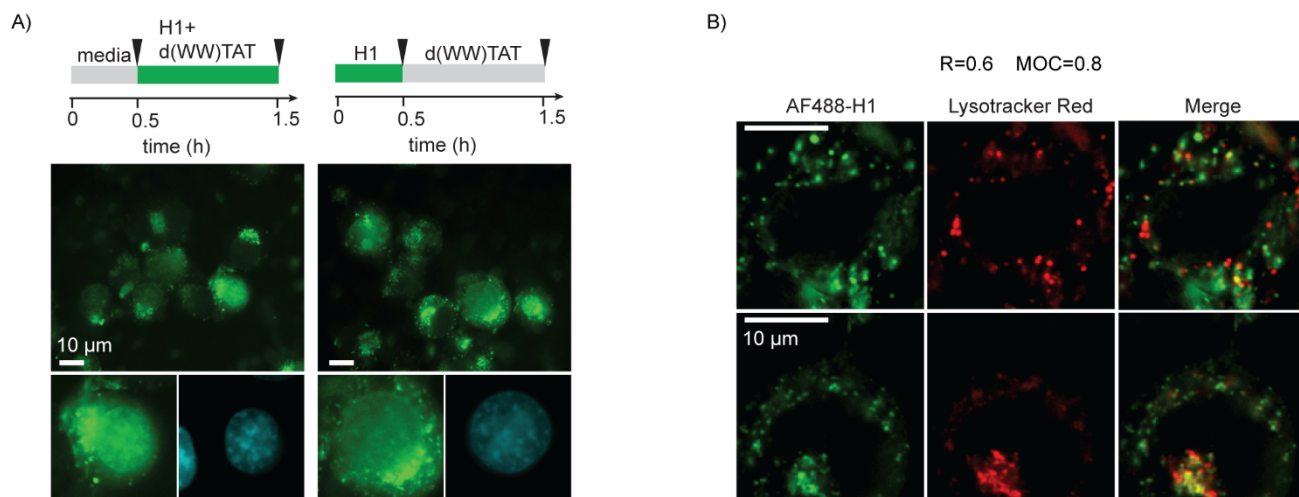 A)
H1+
media
d(WW)TAT
0
0.5
1.5
time (h)
H1
d(WW)TAT
0
0.5
1.5
time (h)
10 µm
B)
R=0.6 MOC=0.8
AF488-H1
Lysotracker Red
Merge
10 µm